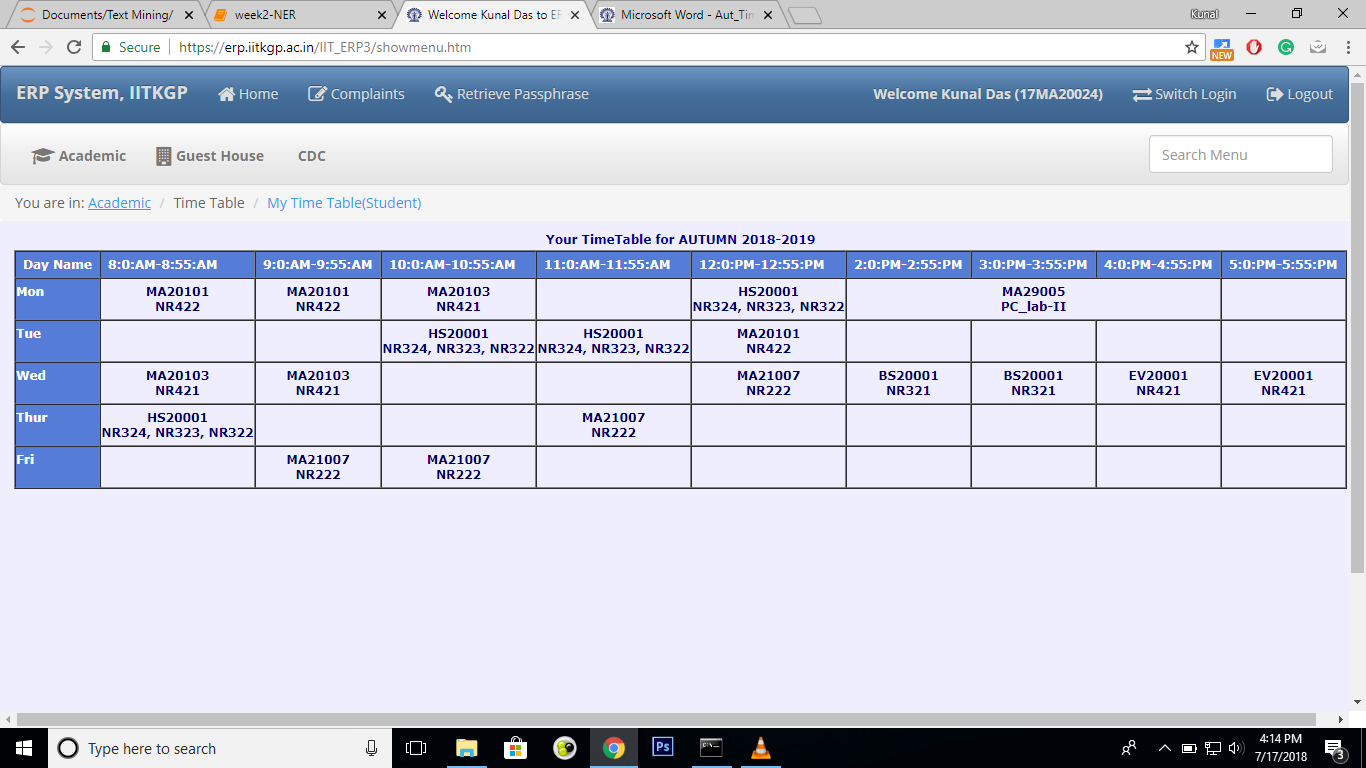 Documents/Text Mining/
week2-NER
Welcome Kunal Das to ER
Microsoft Word - Aut_Tim
Kunal
Secure
https://erp.iitkgp.ac.in/IIT_ERP3/showmenu.htm
NEW
ERP System, IITKGP Home Complaints Retrieve Passphrase Welcome Kunal Das (17MA20024) Switch Login Logout
Academic Guest House CDC Search Menu
You are in: Academic / Time Table / My Time Table(Student)
Your TimeTable for AUTUMN 2018-2019
Day Name 8:0:AM-8:55:AM 9:0:AM-9:55:AM 10:0:AM-10:55:AM 11:0:AM-11:55:AM 12:0:PM-12:55:PM 2:0:PM-2:55:PM 3:0:PM-3:55:PM 4:0:PM-4:55:PM 5:0:PM-5:55:PM
Mon MA20101 MA20101 MA20103 HS20001 MA29005
NR422 NR422 NR421 NR324, NR323, NR322 PC_lab-II
Tue HS20001 HS20001 MA20101
NR324, NR323, NR322 NR324, NR323, NR322 NR422
Wed MA20103 MA20103 MA21007 BS20001 BS20001 EV20001 EV20001
NR421 NR421 NR222 NR321 NR321 NR421 NR421
Thur HS20001 MA21007
NR324, NR323, NR322 NR222
Fri MA21007 MA21007
NR222 NR222
Type here to search
Ps
4:14 PM
7/17/2018
3